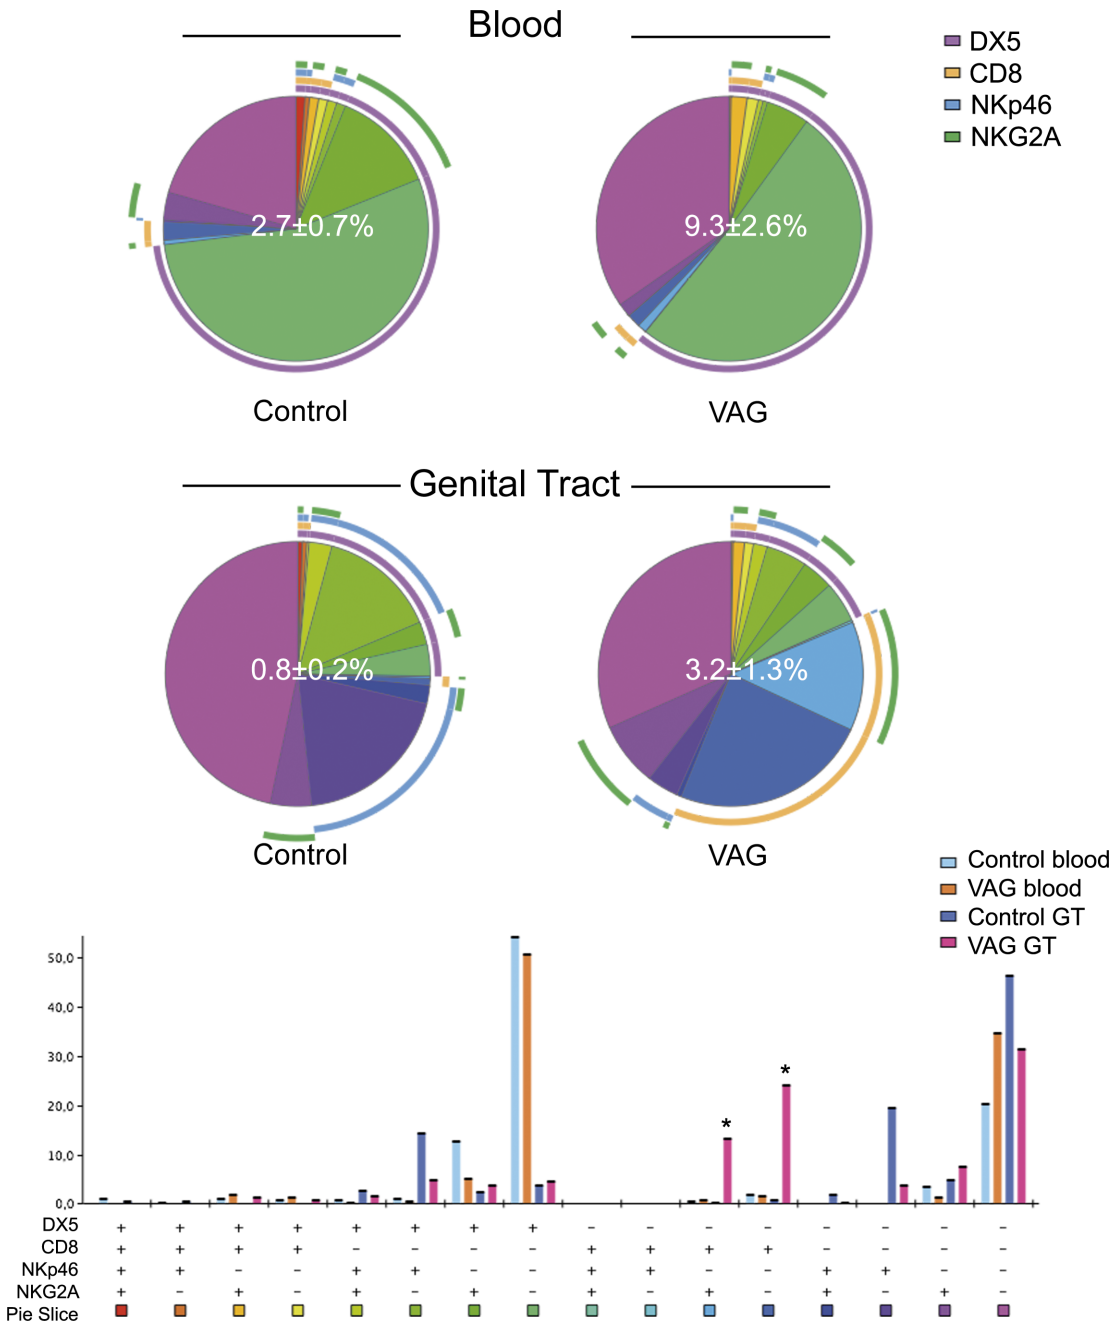 Blood
DX5
CD8
NKp46
NKG2A
2.7±0.7%
9.3±2.6%
Control
VAG
Genital Tract
0.8±0.2%
3.2±1.3%
Control
VAG
Control blood
VAG blood
Control GT
VAG GT
50,0
40,0
30,0
20,0
10,0
0,0
*
*
DX5 + + + + + + + + − − − − − − − −
CD8 + + + + − − − − + + + + − − − −
NKp46 + + − − + + − − + + − − + + − −
NKG2A + − + − + − + − + − + − + − + −
Pie Slice